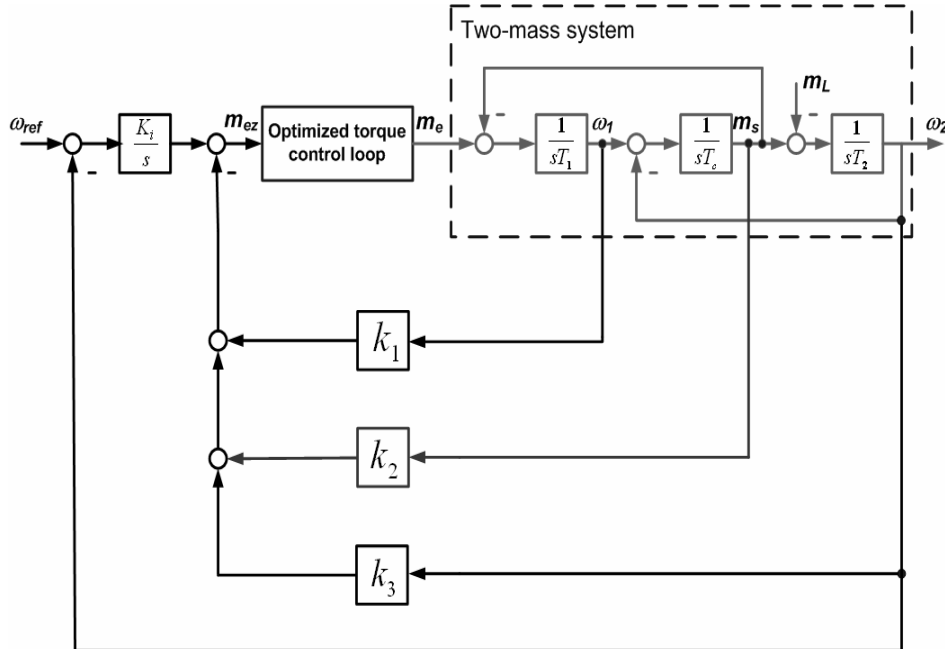 Two-mass system
ω_ref
-
K_i
s
m_ez
-
Optimized torque
control loop
m_e
-
1
sT_1
ω_1
-
1
sT_c
m_s
m_L
-
1
sT_2
ω_2
k_1
k_2
k_3